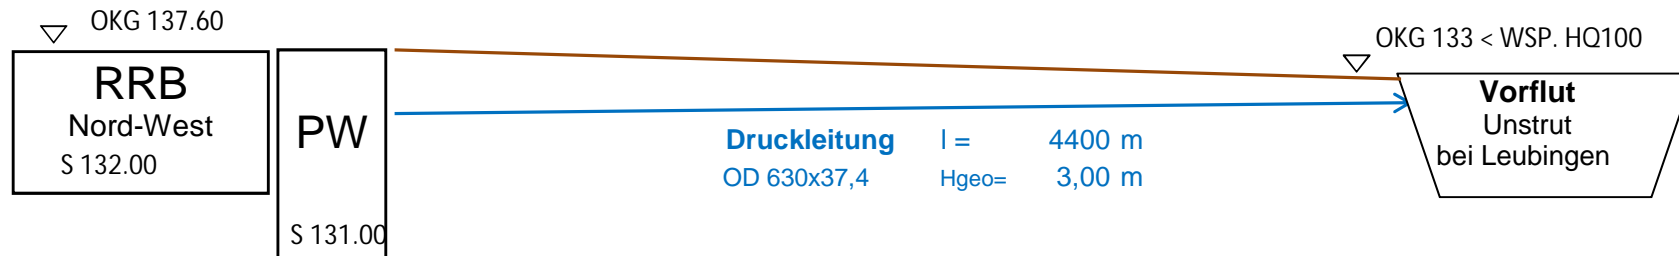 OKG 137.60
RRB
Nord-West
S 132.00
PW
S 131.00
Druckleitung l = 4400 m
OD 630x37,4 Hgeo= 3,00 m
OKG 133 < WSP. HQ100
Vorflut
Unstrut
bei Leubingen